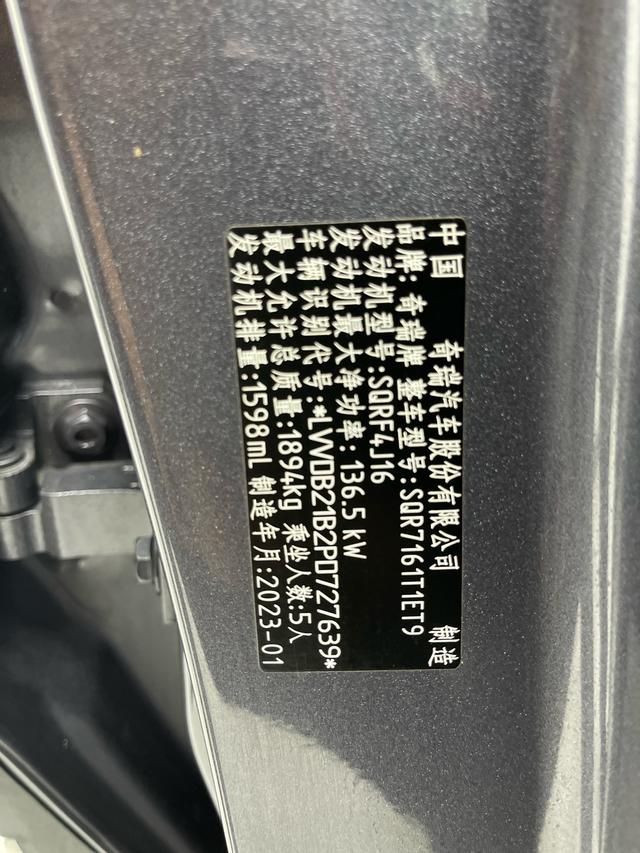 中国 奇瑞汽车股份有限公司 制造
品牌:奇瑞牌 整车型号:SQR7161T1ET9
发动机型号:SQRF4J16
发动机最大净功率:136.5 kW
车辆识别代号:*LVVDB21B2PD727639*
最大允许总质量:1894kg 乘坐人数:5人
发动机排量:1598mL 制造年月:2023-01